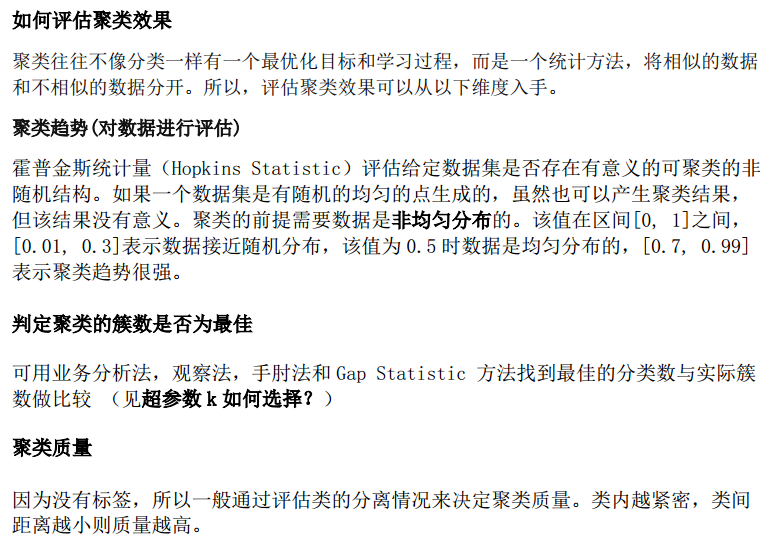 如何评估聚类效果
聚类往往不像分类一样有一个最优化目标和学习过程，而是一个统计方法，将相似的数据
和不相似的数据分开。所以，评估聚类效果可以从以下维度入手。
聚类趋势(对数据进行评估)
霍普金斯统计量（Hopkins Statistic）评估给定数据集是否存在有意义的可聚类的非
随机结构。如果一个数据集是有随机的均匀的点生成的，虽然也可以产生聚类结果，
但该结果没有意义。聚类的前提需要数据是非均匀分布的。该值在区间[0, 1]之间，
[0.01, 0.3]表示数据接近随机分布，该值为 0.5 时数据是均匀分布的，[0.7, 0.99]
表示聚类趋势很强。
判定聚类的簇数是否为最佳
可用业务分析法，观察法，手肘法和 Gap Statistic 方法找到最佳的分类数与实际簇
数做比较 （见超参数 k 如何选择？）
聚类质量
因为没有标签，所以一般通过评估类的分离情况来决定聚类质量。类内越紧密，类间
距离越小则质量越高。